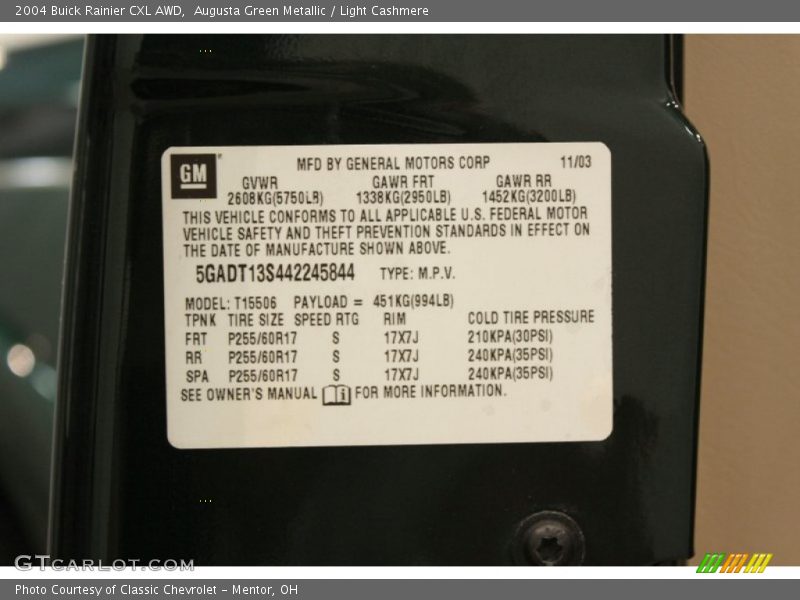 2004 Buick Rainier CXL AWD,  Augusta Green Metallic / Light Cashmere
GM
MFD BY GENERAL MOTORS CORP 11/03
GVWR GAWR FRT GAWR RR
2608KG(5750LB) 1338KG(2950LB) 1452KG(3200LB)
THIS VEHICLE CONFORMS TO ALL APPLICABLE U.S. FEDERAL MOTOR
VEHICLE SAFETY AND THEFT PREVENTION STANDARDS IN EFFECT ON
THE DATE OF MANUFACTURE SHOWN ABOVE.
5GADT13S442245844 TYPE: M.P.V.
MODEL: T15506 PAYLOAD = 451KG(994LB)
TPNK TIRE SIZE SPEED RTG RIM COLD TIRE PRESSURE
FRT P255/60R17 S 17X7J 210KPA(30PSI)
RR P255/60R17 S 17X7J 240KPA(35PSI)
SPA P255/60R17 S 17X7J 240KPA(35PSI)
SEE OWNER'S MANUAL i FOR MORE INFORMATION.
GTCARLOT.COM
Photo Courtesy of Classic Chevrolet - Mentor, OH